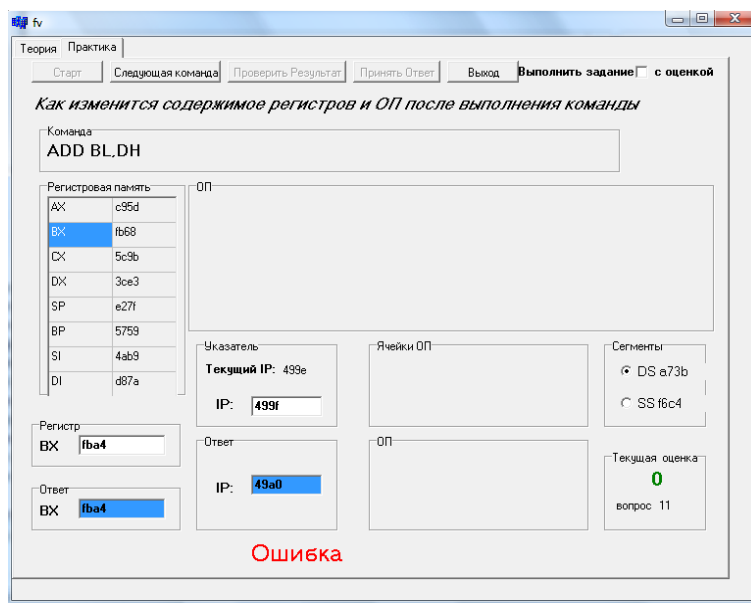 fv
Теория Практика
Старт Следующая команда Проверить Результат Принять Ответ Выход Выполнить задание с оценкой
Как изменится содержимое регистров и ОП после выполнения команды
Команда
ADD BL,DH
Регистровая память
AX c95d
BX fb68
CX 5c9b
DX 3ce3
SP e27f
BP 5759
SI 4ab9
DI d87a
ОП
Указатель
Текущий IP: 499e
IP: 499f
Ячейки ОП
Сегменты
DS a73b
SS f6c4
Регистр
BX fba4
Ответ
BX fba4
Ответ
IP: 49a0
ОП
Текущая оценка
0
вопрос 11
Ошибка